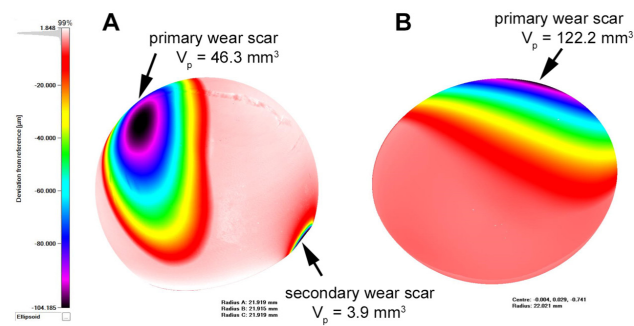 1.848 99%
-20.000
-40.000
-60.000
-80.000
-104.185
Deviation from reference [µm]
Ellipsoid ...
A
primary wear scar
Vp = 46.3 mm³
secondary wear scar
Vp = 3.9 mm³
Radius A: 21.919 mm
Radius B: 21.915 mm
Radius C: 21.919 mm
B
primary wear scar
Vp = 122.2 mm³
Centre: -0.004, 0.029, -0.741
Radius: 22.021 mm